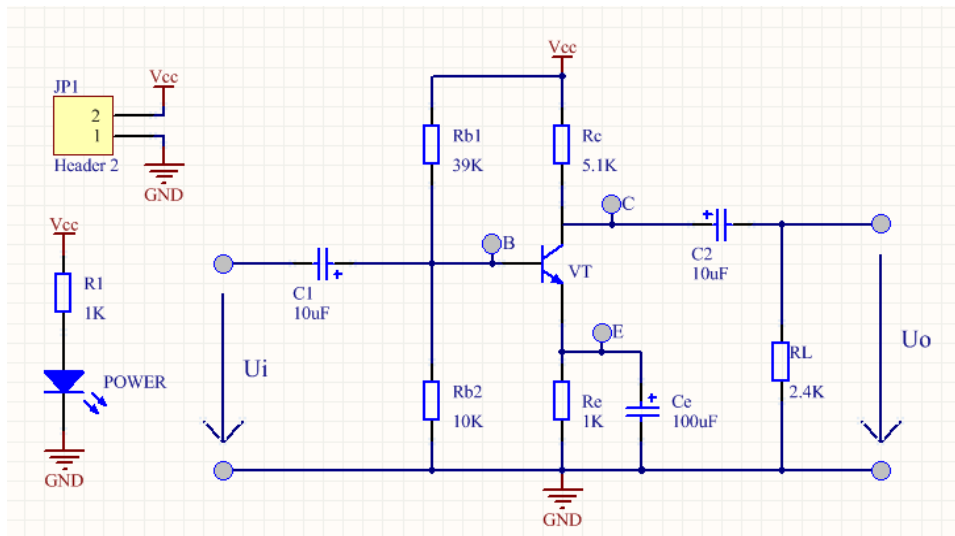 JP1
Vcc
2
1
Header 2
GND
Vcc
R1
1K
POWER
GND
Ui
C1
10uF
Vcc
Rb1
39K
Rc
5.1K
B
C
VT
C2
10uF
E
Rb2
10K
Re
1K
Ce
100uF
RL
2.4K
Uo
GND